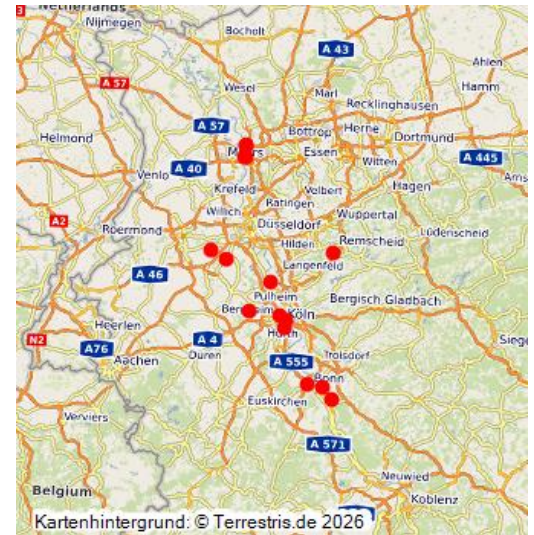 Netherlands
3
Nijmegen
Bocholt
A 43
Ahlen
A 57
Wesel
Marl
Hamm
Recklinghausen
A 57
Bottrop
Herne
Dortmund
Helmond
Essen
Witten
A 445
A 40
Venlo
Krefeld
Velbert
Hagen
Ratingen
Willich
Wuppertal
A2
Düsseldorf
Roermond
Lüdenscheid
Hilden
Remscheid
Langenfeld
A 46
Pulheim
Bergisch Gladbach
Heerlen
Köln
N2
A76
A 4
Hürth
Düren
Aachen
A 555
Troisdorf
Bonn
Euskirchen
Verviers
A 571
Neuwied
Belgium
Koblenz
Kartenhintergrund: © Terrestris.de 2026